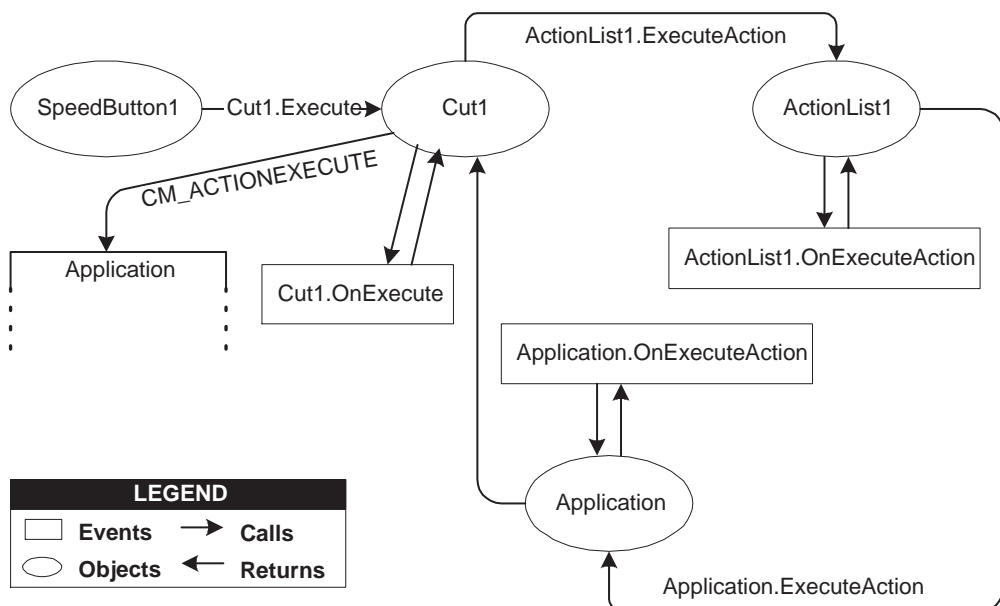 ActionList1.ExecuteAction
SpeedButton1
Cut1.Execute
Cut1
ActionList1
CM_ACTIONEXECUTE
Application
Cut1.OnExecute
ActionList1.OnExecuteAction
Application.OnExecuteAction
Application
LEGEND
Events
Calls
Objects
Returns
Application.ExecuteAction